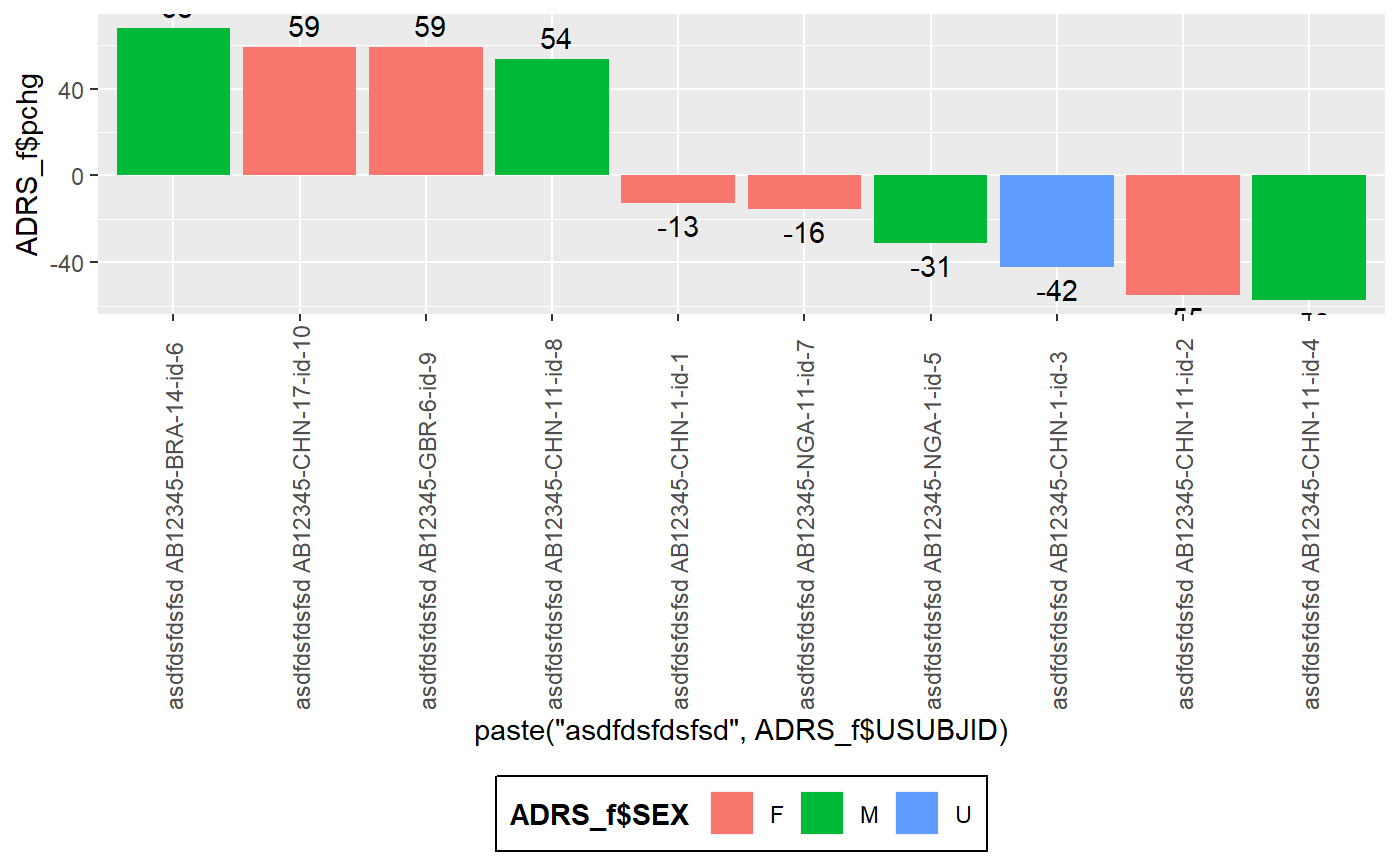 59
59
54
40
0
-40
ADRS_f$pchg
-13
-16
-31
-42
asdfdsfdsfsd AB12345-BRA-14-id-6
asdfdsfdsfsd AB12345-CHN-17-id-10
asdfdsfdsfsd AB12345-GBR-6-id-9
asdfdsfdsfsd AB12345-CHN-11-id-8
asdfdsfdsfsd AB12345-CHN-1-id-1
asdfdsfdsfsd AB12345-NGA-11-id-7
asdfdsfdsfsd AB12345-NGA-1-id-5
asdfdsfdsfsd AB12345-CHN-1-id-3
asdfdsfdsfsd AB12345-CHN-11-id-2
asdfdsfdsfsd AB12345-CHN-11-id-4
paste("asdfdsfdsfsd", ADRS_f$USUBJID)
ADRS_f$SEX F M U